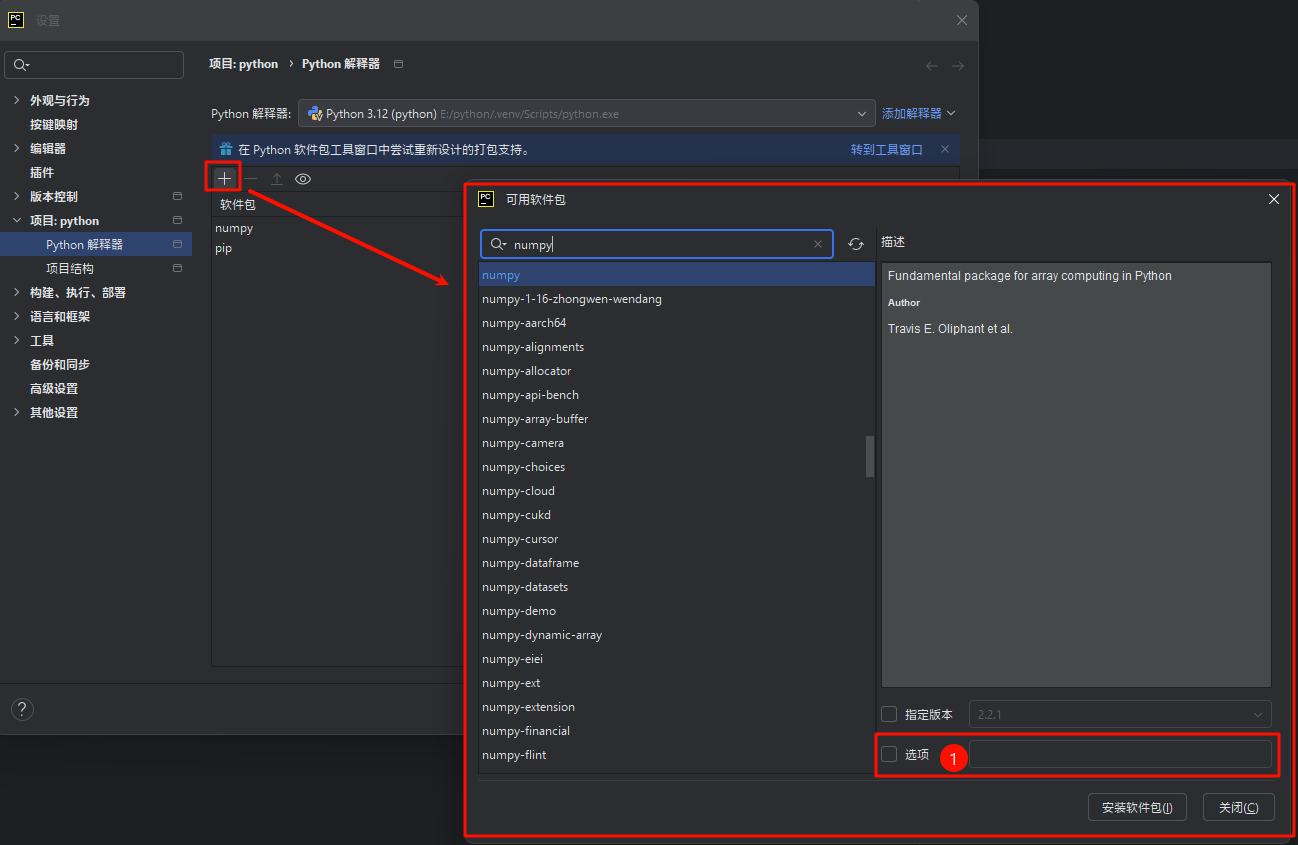 设置
项目: python › Python 解释器
外观与行为
按键映射
编辑器
插件
版本控制
项目: python
Python 解释器
项目结构
构建、执行、部署
语言和框架
工具
备份和同步
高级设置
其他设置
?
Python 解释器: Python 3.12 (python) E:/python/.venv/Scripts/python.exe 添加解释器
在 Python 软件包工具窗口中尝试重新设计的打包支持。 转到工具窗口
软件包
numpy
pip
可用软件包
numpy
numpy
numpy-1-16-zhongwen-wendang
numpy-aarch64
numpy-alignments
numpy-allocator
numpy-api-bench
numpy-array-buffer
numpy-camera
numpy-choices
numpy-cloud
numpy-cukd
numpy-cursor
numpy-dataframe
numpy-datasets
numpy-demo
numpy-dynamic-array
numpy-eiei
numpy-ext
numpy-extension
numpy-financial
numpy-flint
描述
Fundamental package for array computing in Python
Author
Travis E. Oliphant et al.
指定版本 2.2.1
选项 1
安装软件包(I) 关闭(C)